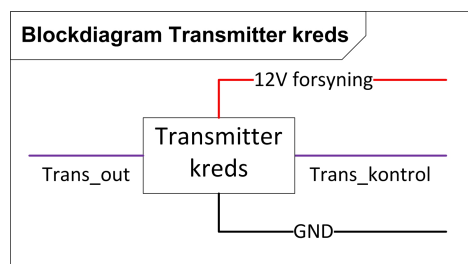 Blockdiagram Transmitter kreds
12V forsyning
Transmitter
kreds
Trans_out
Trans_kontrol
GND